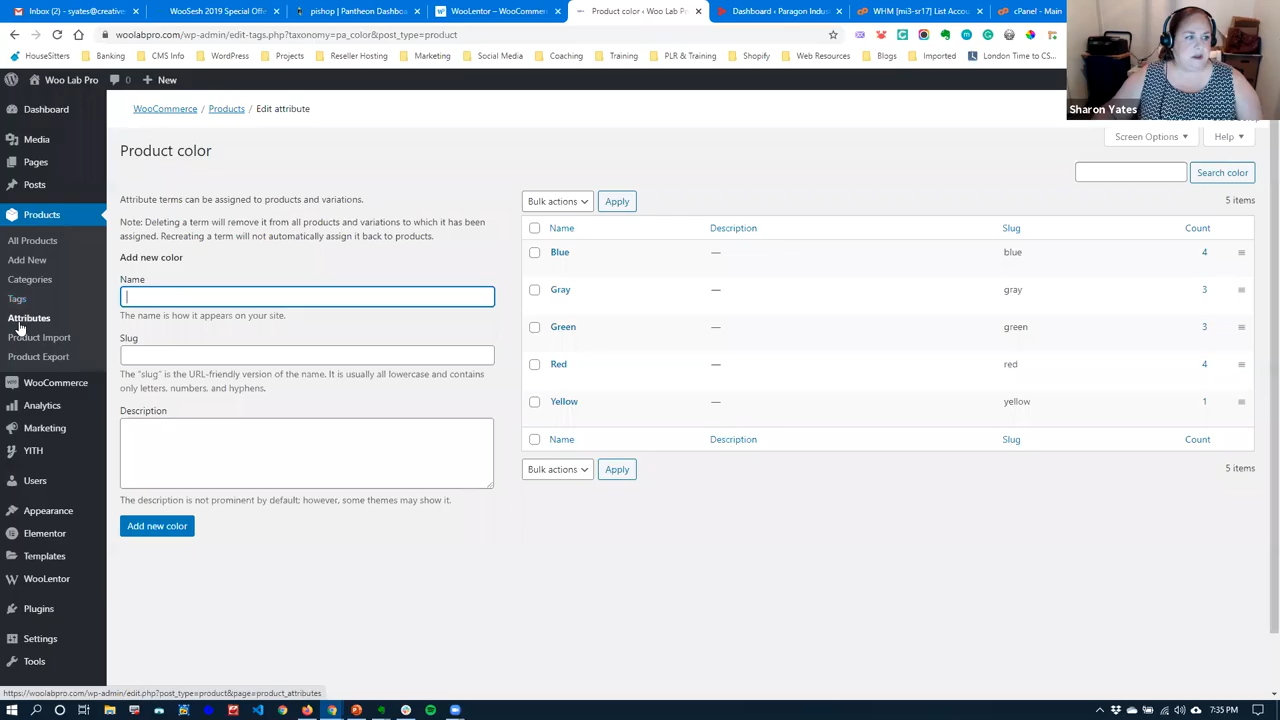 Inbox (2) - syates@creative
WooSesh 2019 Special Offe
pishop | Pantheon Dashboa
WooLentor – WooCommerc
Product color ‹ Woo Lab Pr
Dashboard ‹ Paragon Indus
WHM [mi3-sr17] List Accou
cPanel - Main
woolabpro.com/wp-admin/edit-tags.php?taxonomy=pa_color&post_type=product
HouseSitters
Banking
CMS Info
WordPress
Projects
Reseller Hosting
Marketing
Social Media
Coaching
Training
PLR & Training
Shopify
Web Resources
Blogs
Imported
London Time to CS...
Woo Lab Pro
0
New
Sharon Yates
Dashboard
Media
Pages
Posts
Products
All Products
Add New
Categories
Tags
Attributes
Product Import
Product Export
WooCommerce
Analytics
Marketing
YITH
Users
Appearance
Elementor
Templates
WooLentor
Plugins
Settings
Tools
WooCommerce / Products / Edit attribute
Screen Options
Help
Product color
Search color
Attribute terms can be assigned to products and variations.
Note: Deleting a term will remove it from all products and variations to which it has been
assigned. Recreating a term will not automatically assign it back to products.
Add new color
Name
The name is how it appears on your site.
Slug
The "slug" is the URL-friendly version of the name. It is usually all lowercase and contains
only letters, numbers, and hyphens.
Description
The description is not prominent by default; however, some themes may show it.
Add new color
Bulk actions
Apply
5 items
Name Description Slug Count
Blue — blue 4
Gray — gray 3
Green — green 3
Red — red 4
Yellow — yellow 1
Name Description Slug Count
Bulk actions
Apply
5 items
https://woolabpro.com/wp-admin/edit.php?post_type=product&page=product_attributes
7:35 PM